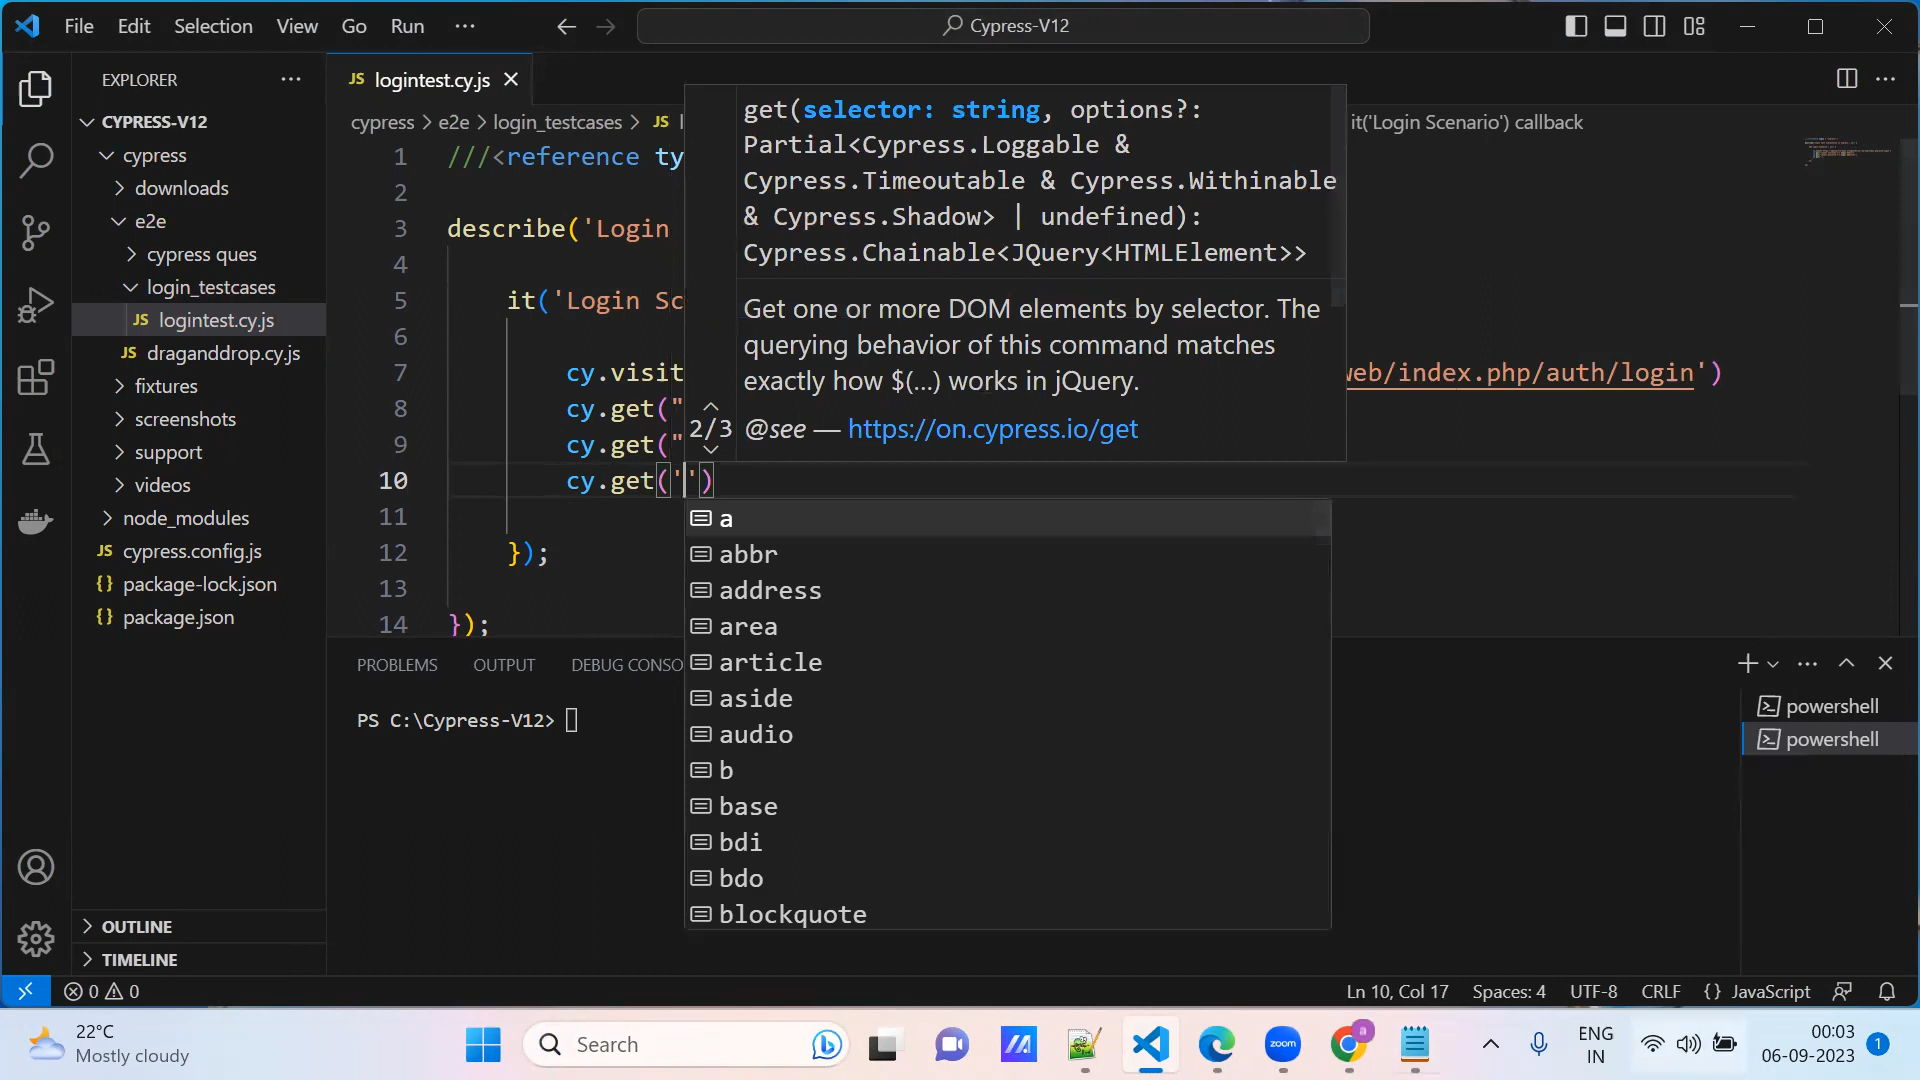 File Edit Selection View Go Run ···
Cypress-V12
EXPLORER
JS logintest.cy.js
CYPRESS-V12
cypress
downloads
e2e
cypress ques
login_testcases
JS logintest.cy.js
JS draganddrop.cy.js
fixtures
screenshots
support
videos
node_modules
JS cypress.config.js
{} package-lock.json
{} package.json
OUTLINE
TIMELINE
cypress > e2e > login_testcases > JS
it('Login Scenario') callback
1 ///<reference ty
2
3 describe('Login
4
5 it('Login Sc
6
7 cy.visit
web/index.php/auth/login')
8 cy.get("
9 cy.get("
10 cy.get('')
11
12 });
13
14 });
get(selector: string, options?:
Partial<Cypress.Loggable &
Cypress.Timeoutable & Cypress.Withinable
& Cypress.Shadow> | undefined):
Cypress.Chainable<JQuery<HTMLElement>>
Get one or more DOM elements by selector. The
querying behavior of this command matches
exactly how $(…) works in jQuery.
2/3
@see — https://on.cypress.io/get
a
abbr
address
area
article
aside
audio
b
base
bdi
bdo
blockquote
PROBLEMS OUTPUT DEBUG CONSO
PS C:\Cypress-V12>
powershell
powershell
0 0
Ln 10, Col 17 Spaces: 4 UTF-8 CRLF {} JavaScript
22°C
Mostly cloudy
Search
zoom
a
ENG
IN
00:03
06-09-2023
1